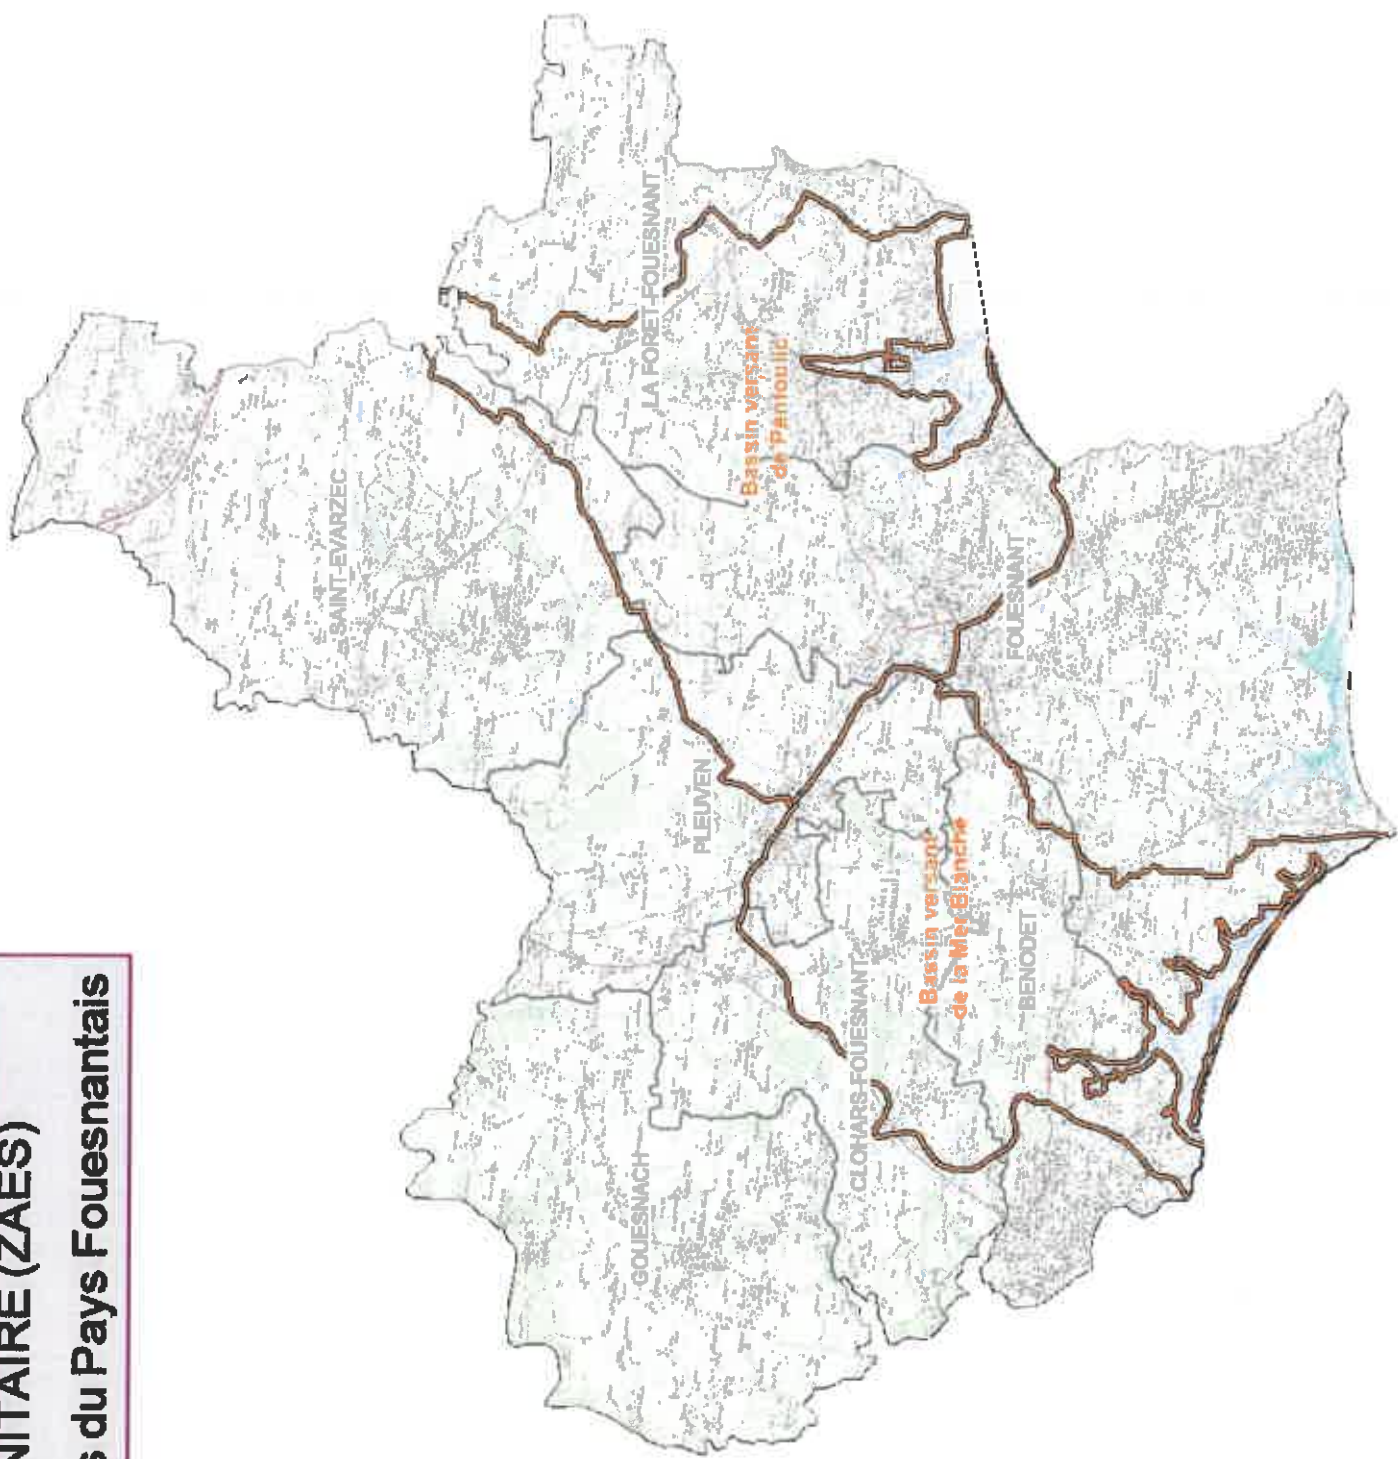 NITAIRE (ZAES)
s du Pays Fouesnantais
SAINT-EVARZEC
LA FORET-FOUESNANT
Bassin versant
de Penfoulic
PLEUVEN
FOUESNANT
GOUESNACH
CLOHARS-FOUESNANT
Bassin versant
de la Mer Blanche
BENODET